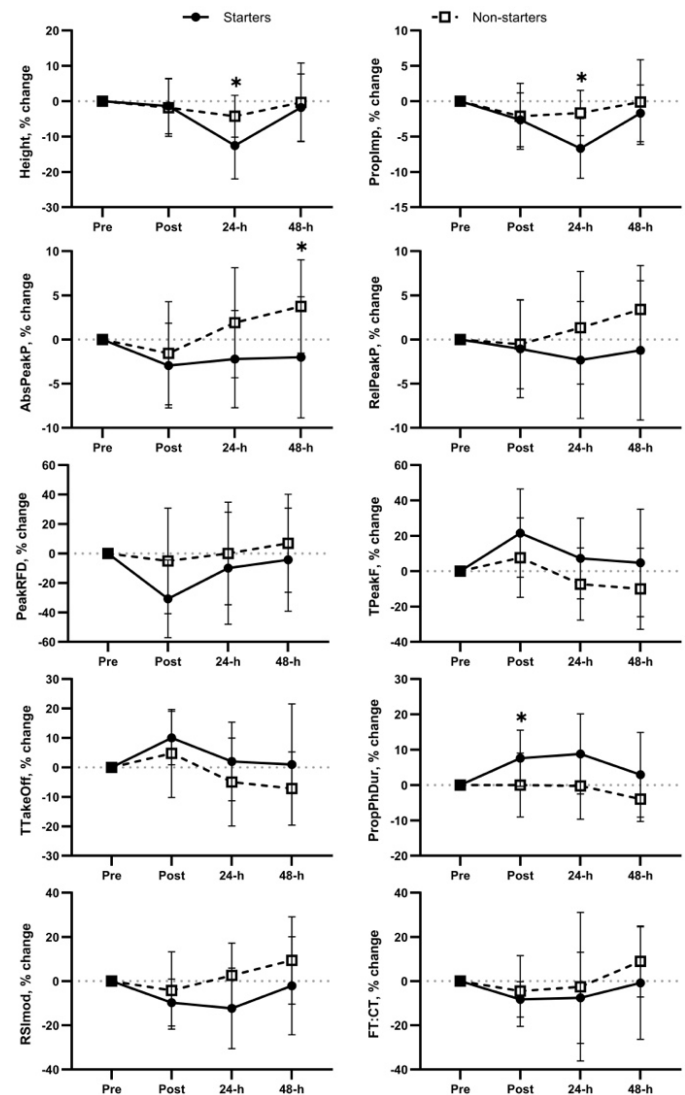 Starters
Non-starters
Height, % change
20
10
0
-10
-20
-30
*
Pre Post 24-h 48-h
PropImp, % change
10
5
0
-5
-10
-15
*
Pre Post 24-h 48-h
AbsPeakP, % change
10
5
0
-5
-10
*
Pre Post 24-h 48-h
RelPeakP, % change
10
5
0
-5
-10
Pre Post 24-h 48-h
PeakRFD, % change
60
40
20
0
-20
-40
-60
Pre Post 24-h 48-h
TPeakF, % change
60
40
20
0
-20
-40
Pre Post 24-h 48-h
TTakeOff, % change
30
20
10
0
-10
-20
-30
Pre Post 24-h 48-h
PropPhDur, % change
30
20
10
0
-10
-20
*
Pre Post 24-h 48-h
RSImod, % change
40
20
0
-20
-40
Pre Post 24-h 48-h
FT:CT, % change
40
20
0
-20
-40
Pre Post 24-h 48-h